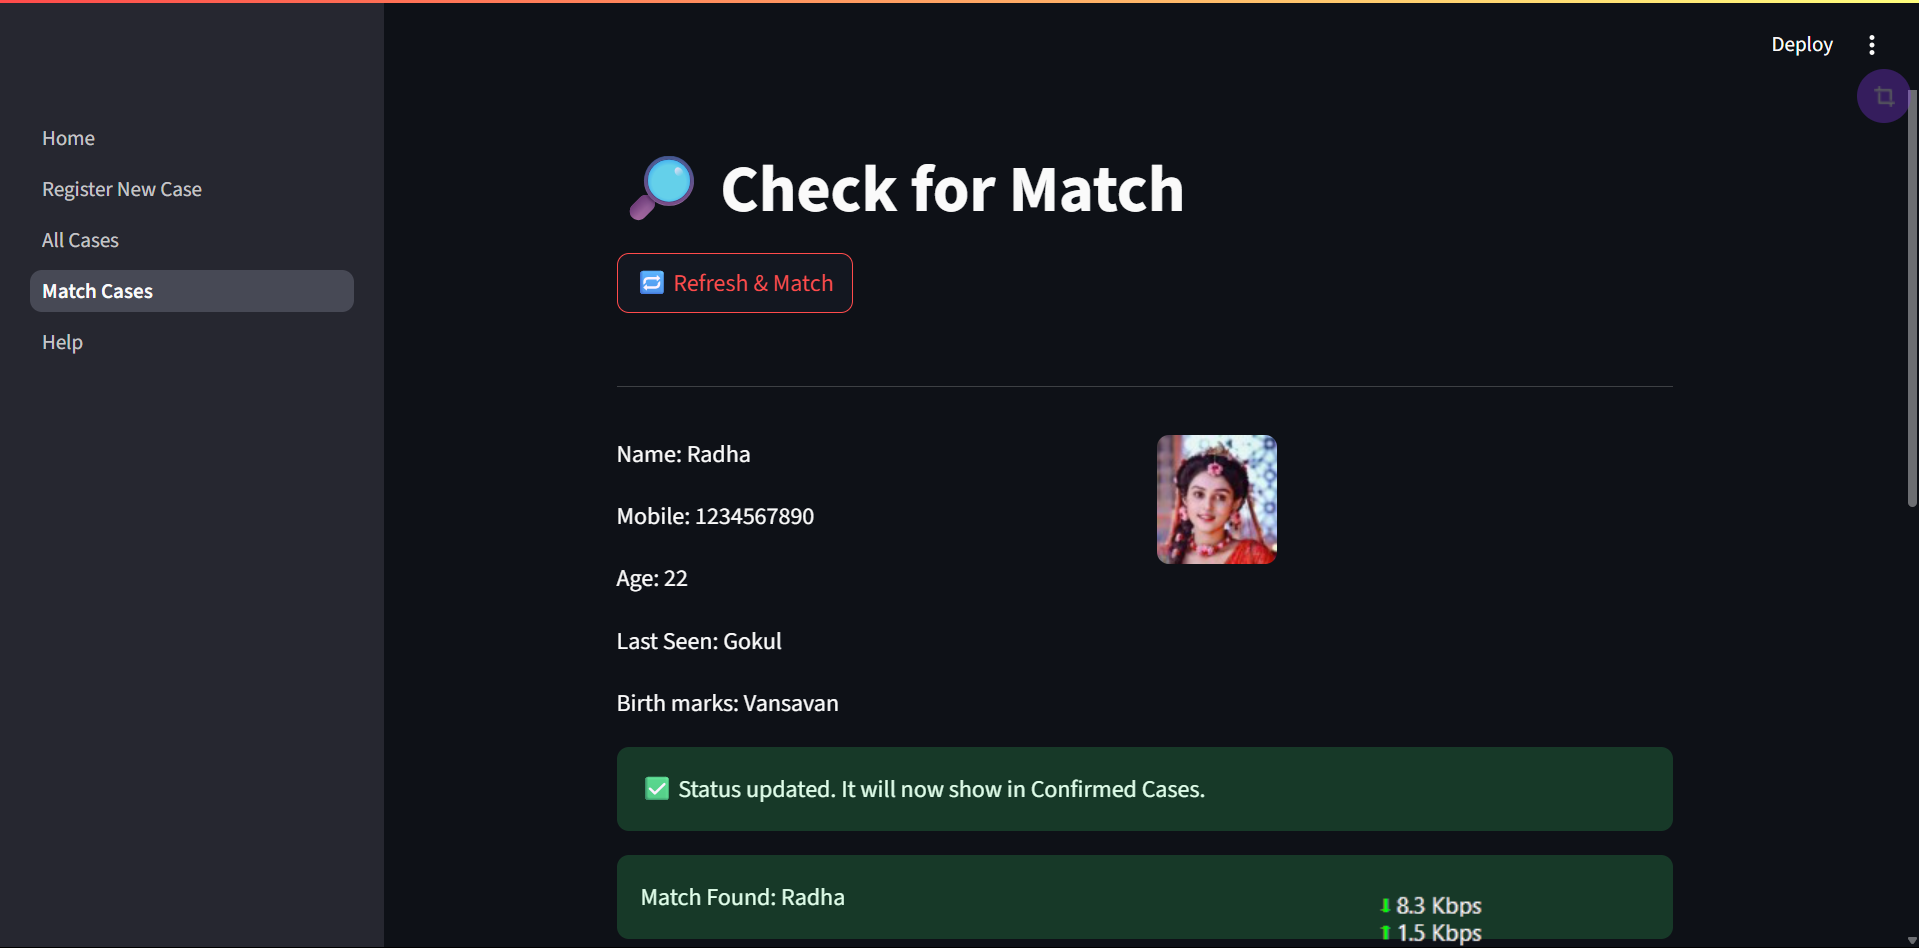 Deploy
Home
Register New Case
All Cases
Match Cases
Help
Check for Match
Refresh & Match
Name: Radha
Mobile: 1234567890
Age: 22
Last Seen: Gokul
Birth marks: Vansavan
Status updated. It will now show in Confirmed Cases.
Match Found: Radha
8.3 Kbps
1.5 Kbps